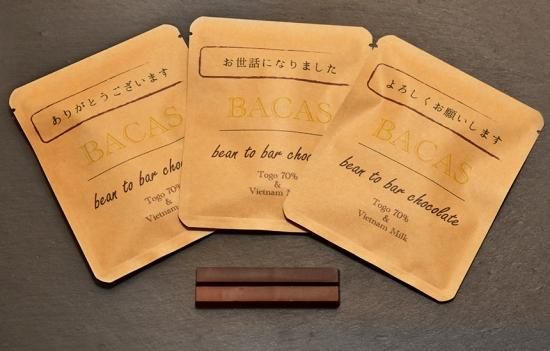 ありがとうございます
BACAS
bean to bar
Togo 70%
&
Vietnam
お世話になりました
BACAS
bean to bar
Togo 70%
&
Vietnam
よろしくお願いします
BACAS
bean to bar chocolate
Togo 70%
&
Vietnam Milk